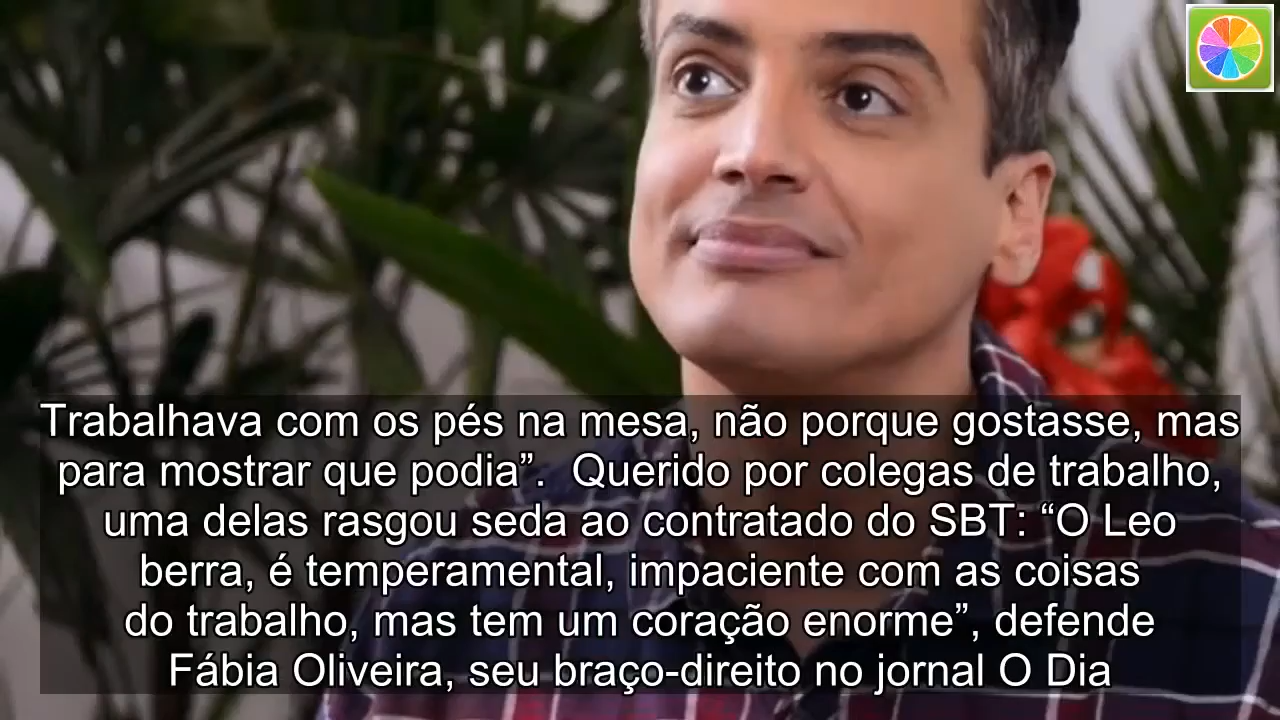 Trabalhava com os pés na mesa, não porque gostasse, mas
para mostrar que podia”.  Querido por colegas de trabalho,
uma delas rasgou seda ao contratado do SBT: “O Leo
berra, é temperamental, impaciente com as coisas
do trabalho, mas tem um coração enorme”, defende
Fábia Oliveira, seu braço-direito no jornal O Dia